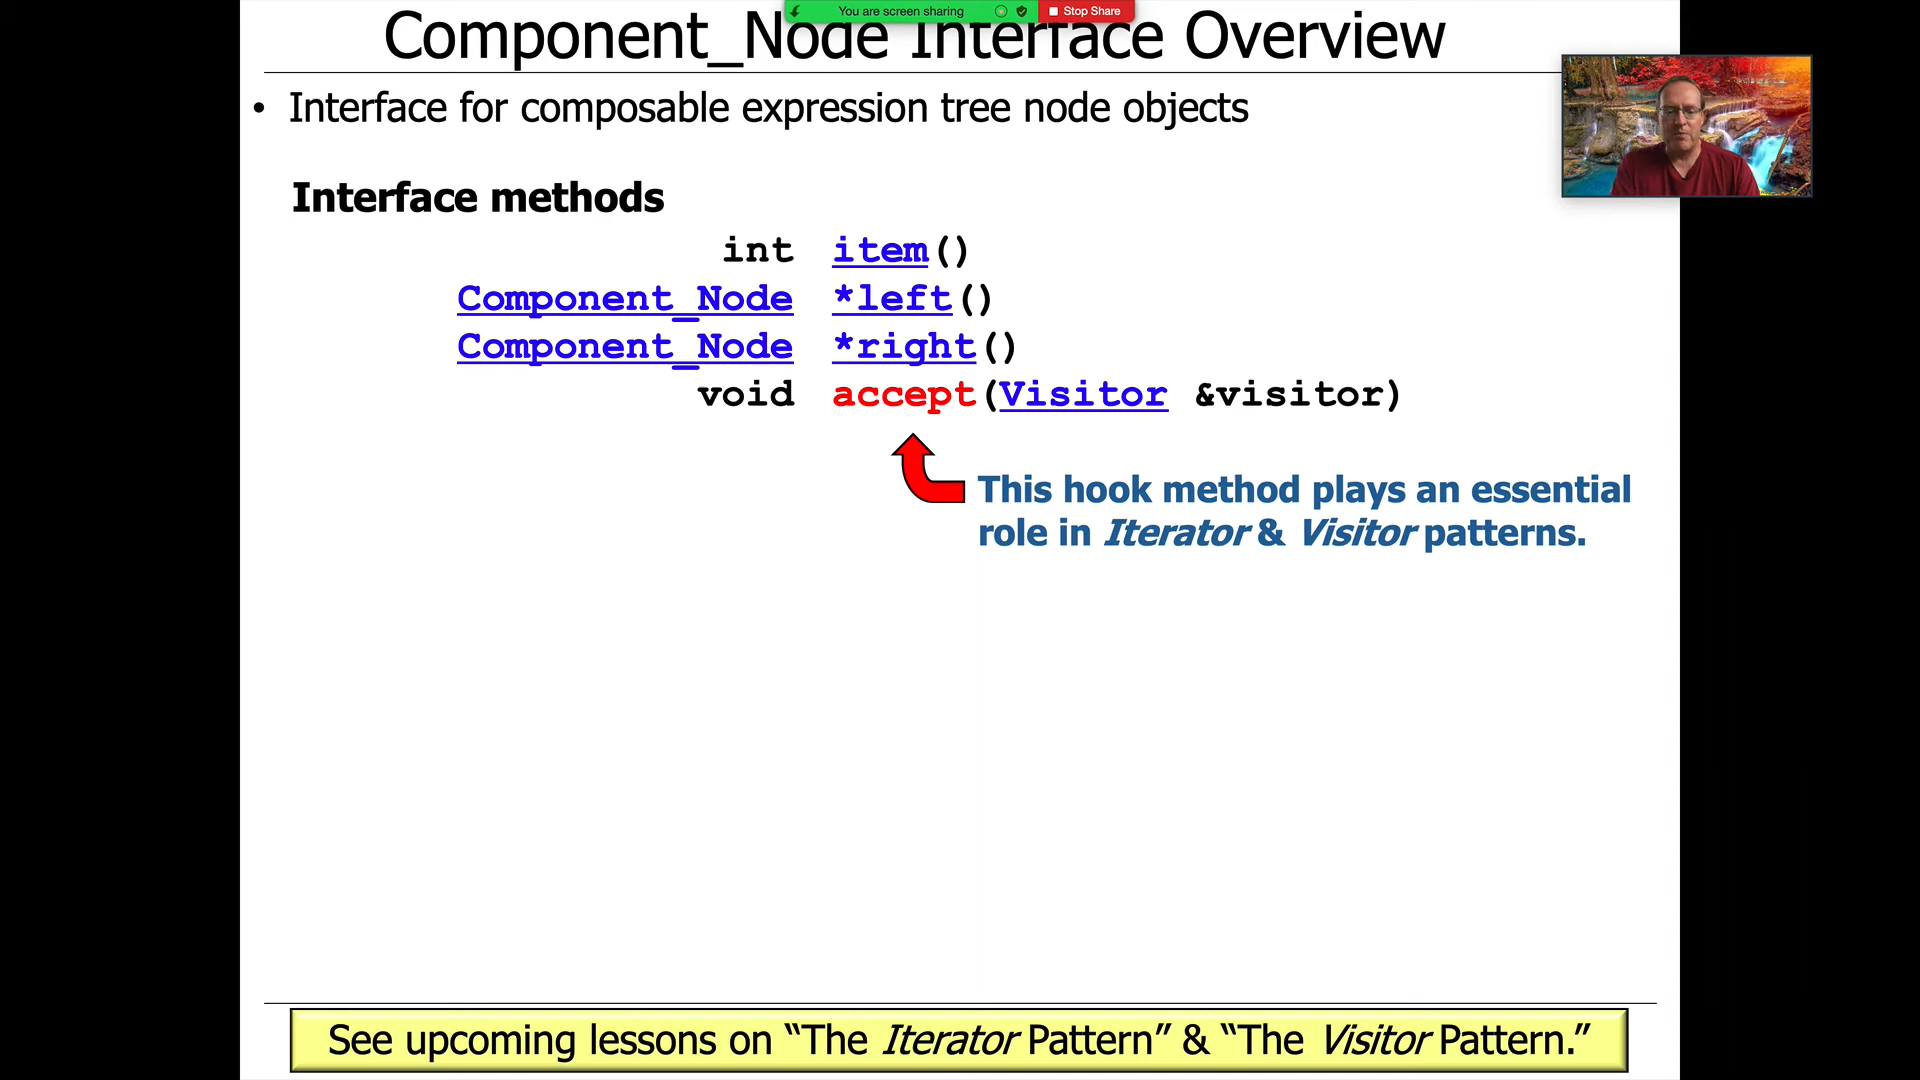 You are screen sharing
Stop Share
Component_Node Interface Overview
• Interface for composable expression tree node objects
Interface methods
int item()
Component_Node *left()
Component_Node *right()
void accept(Visitor &visitor)
This hook method plays an essential
role in Iterator & Visitor patterns.
See upcoming lessons on “The Iterator Pattern” & “The Visitor Pattern.”